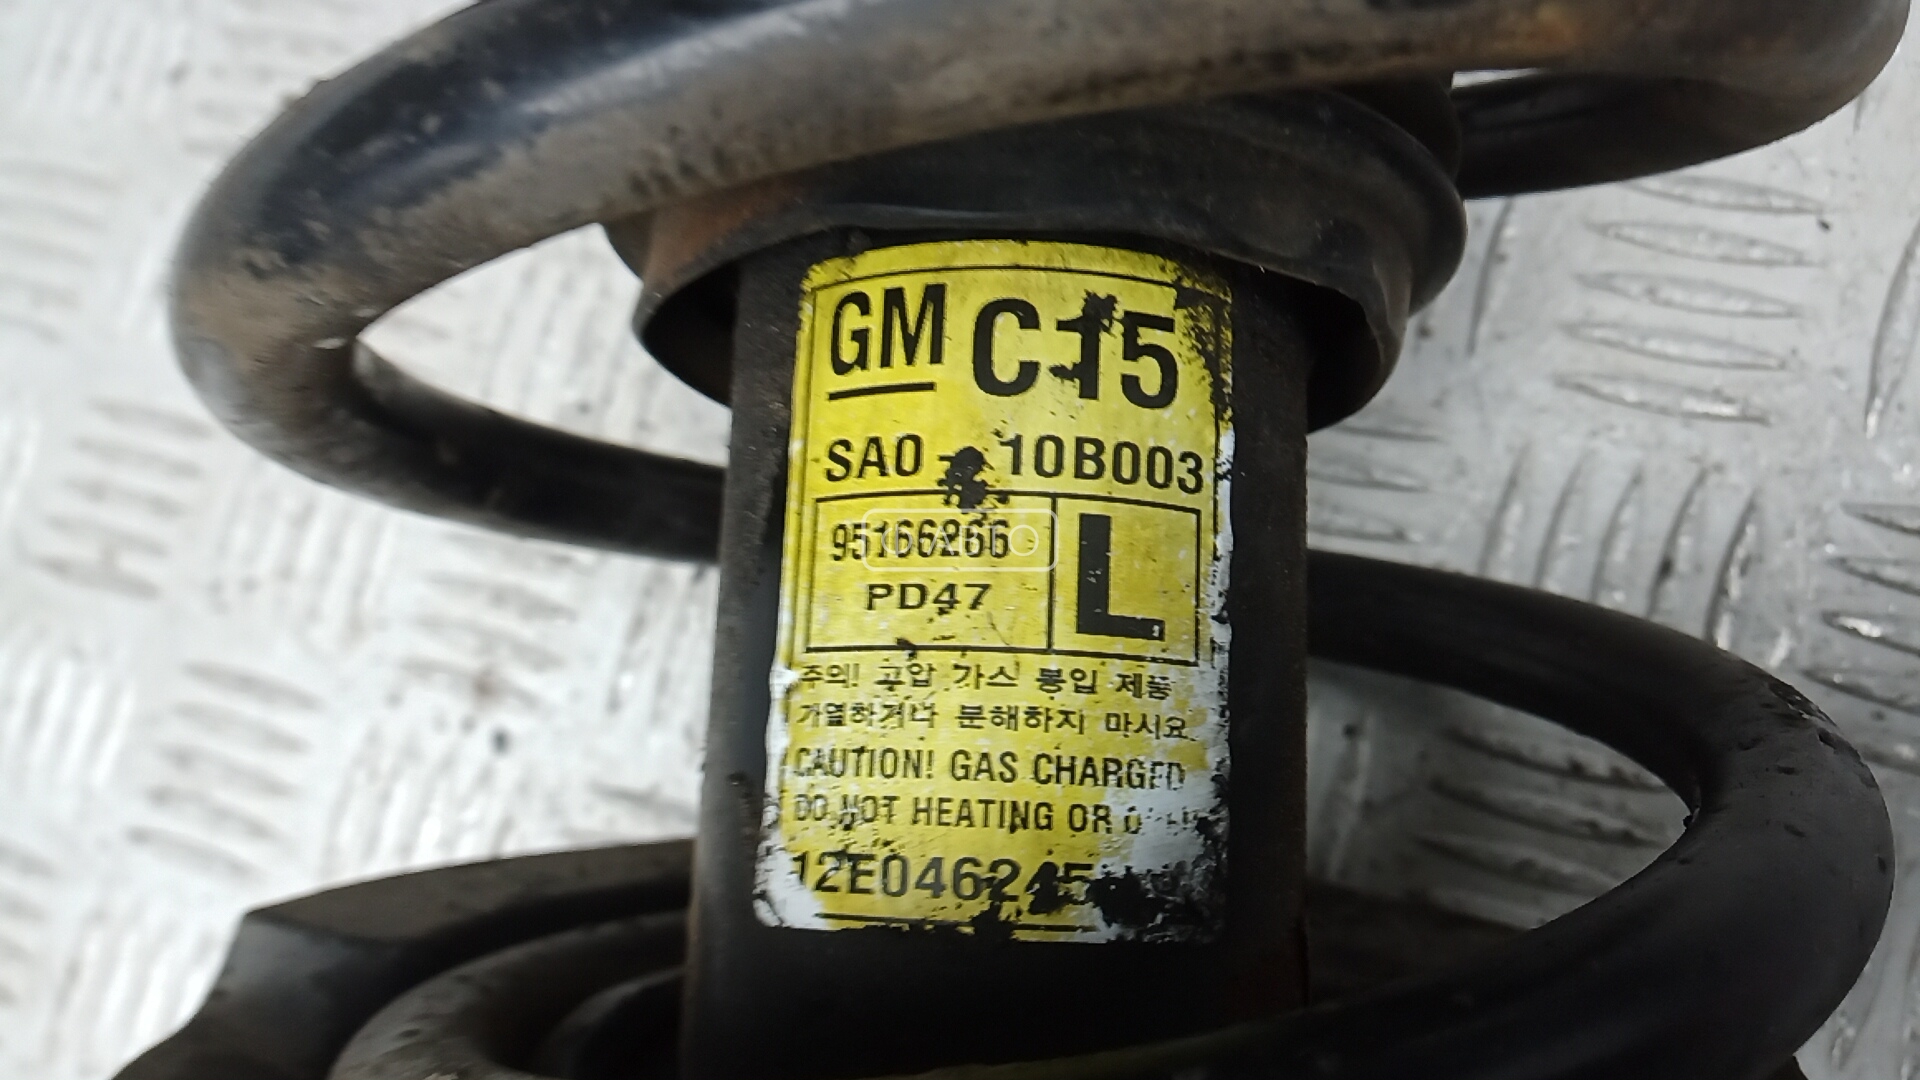 GM C15
SA0 10B003
95166266 L
PD47
주의! 고압 가스 봉입 제품
가열하거나 분해하지 마시요.
CAUTION! GAS CHARGED
DO NOT HEATING OR
12E046245